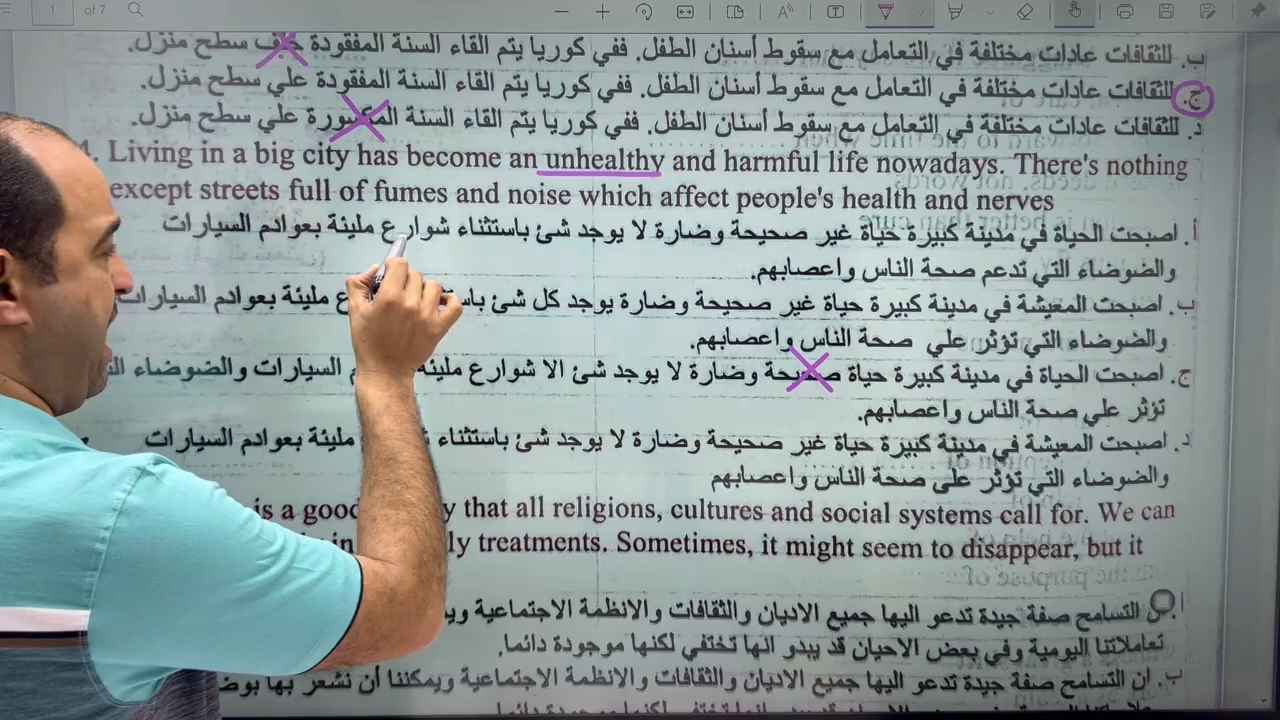 1 of 7
ب. للثقافات عادات مختلفة في التعامل مع سقوط أسنان الطفل. ففي كوريا يتم القاء السنة المفقودة سطح منزل.
ج. للثقافات عادات مختلفة في التعامل مع سقوط أسنان الطفل. ففي كوريا يتم القاء السنة المفقودة علي سطح منزل.
د. للثقافات عادات مختلفة في التعامل مع سقوط أسنان الطفل. ففي كوريا يتم القاء السنة المكسورة علي سطح منزل.
4. Living in a big city has become an unhealthy and harmful life nowadays. There's nothing
except streets full of fumes and noise which affect people's health and nerves
أ. اصبحت الحياة في مدينة كبيرة حياة غير صحيحة وضارة لا يوجد شئ باستثناء شوارع مليئة بعوادم السيارات
والضوضاء التي تدعم صحة الناس واعصابهم.
ب. اصبحت المعيشة في مدينة كبيرة حياة غير صحيحة وضارة يوجد كل شئ مليئة بعوادم السيارات
والضوضاء التي تؤثر علي صحة الناس واعصابهم.
ج. اصبحت الحياة في مدينة كبيرة حياة صحيحة وضارة لا يوجد شئ الا شوارع السيارات والضوضاء
تؤثر علي صحة الناس واعصابهم.
د. اصبحت المعيشة في مدينة كبيرة حياة غير صحيحة وضارة لا يوجد شئ باستثناء مليئة بعوادم السيارات
والضوضاء التي تؤثر على صحة الناس واعصابهم
is a good that all religions, cultures and social systems call for. We can
in treatments. Sometimes, it might seem to disappear, but it
التسامح صفة جيدة تدعو اليها جميع الاديان والثقافات والانظمة الاجتماعية
تعاملاتنا اليومية وفي بعض الاحيان قد يبدو انها تختفي لكنها موجودة دائما.
ب. ان التسامح صفة جيدة تدعو اليها جميع الاديان والثقافات والانظمة الاجتماعية ويمكننا أن نشعر بها